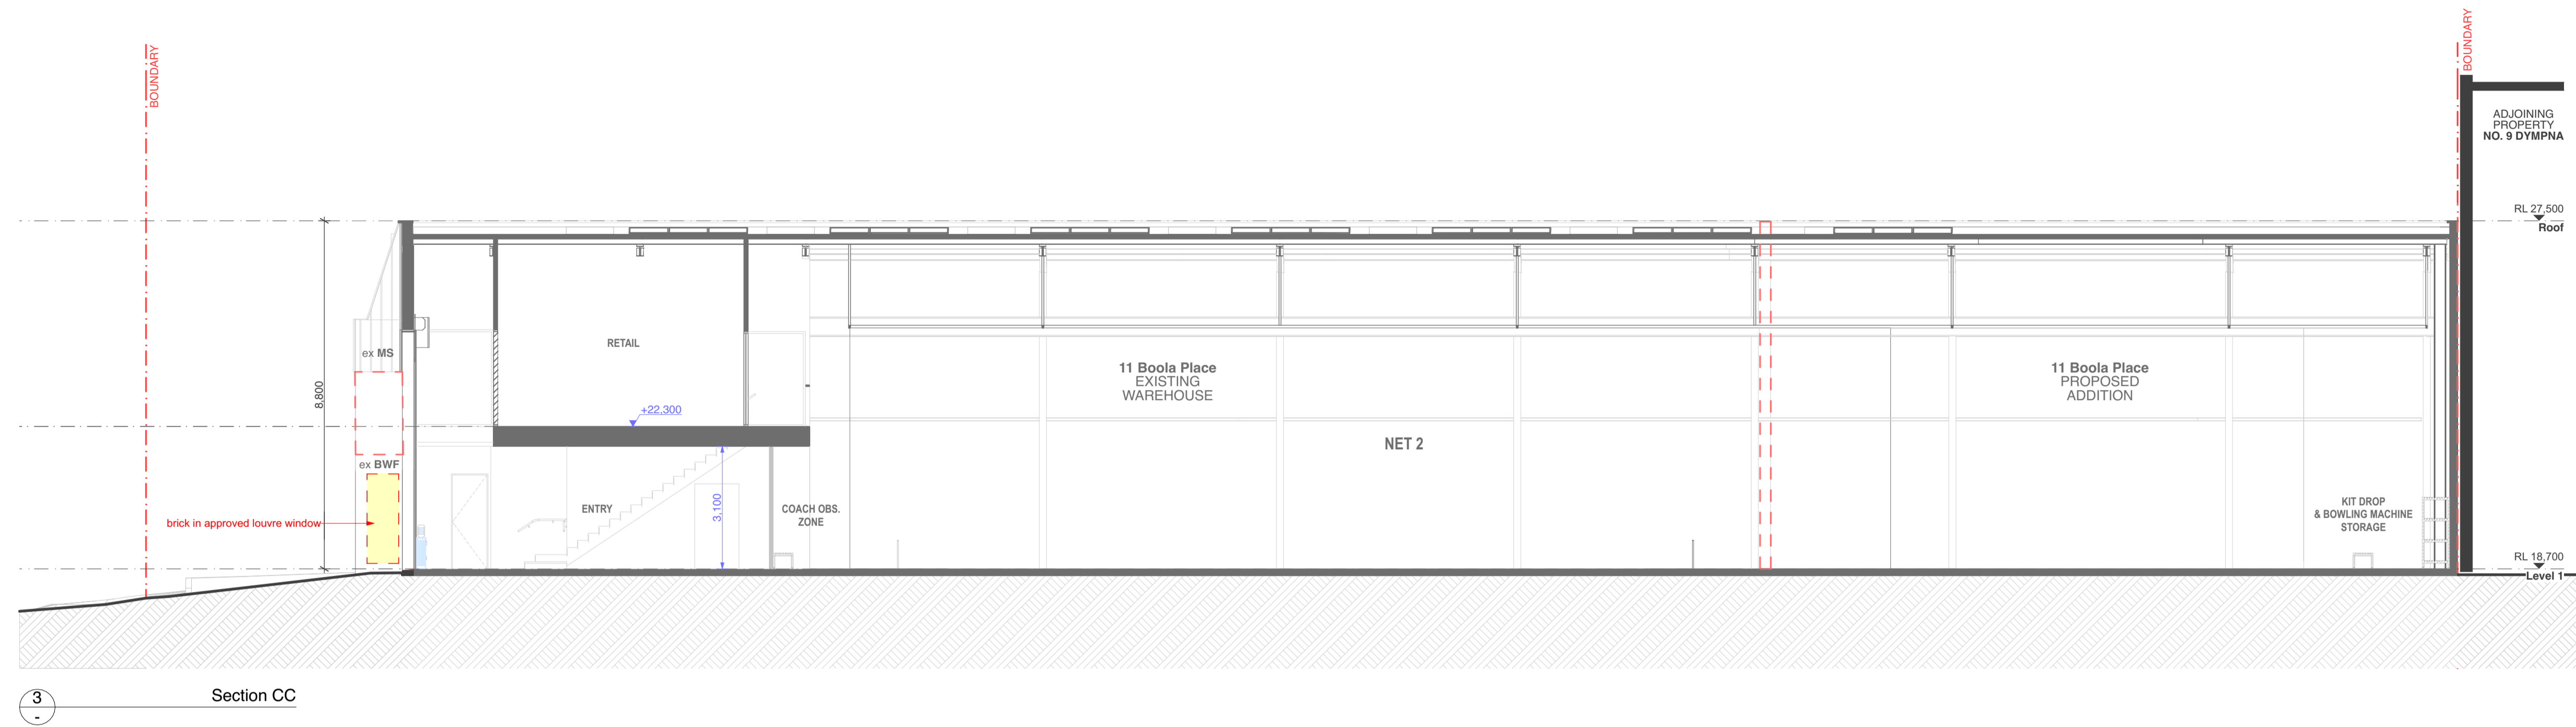 BOUNDARY
BOUNDARY
ADJOINING
PROPERTY
NO. 9 DYMPNA
RL 27,500
Roof
RETAIL
ex MS
8,800
11 Boola Place
EXISTING
WAREHOUSE
11 Boola Place
PROPOSED
ADDITION
+22,300
NET 2
ex BWF
brick in approved louvre window
ENTRY
3,100
COACH OBS.
ZONE
KIT DROP
& BOWLING MACHINE
STORAGE
RL 18,700
Level 1
3
-
Section CC